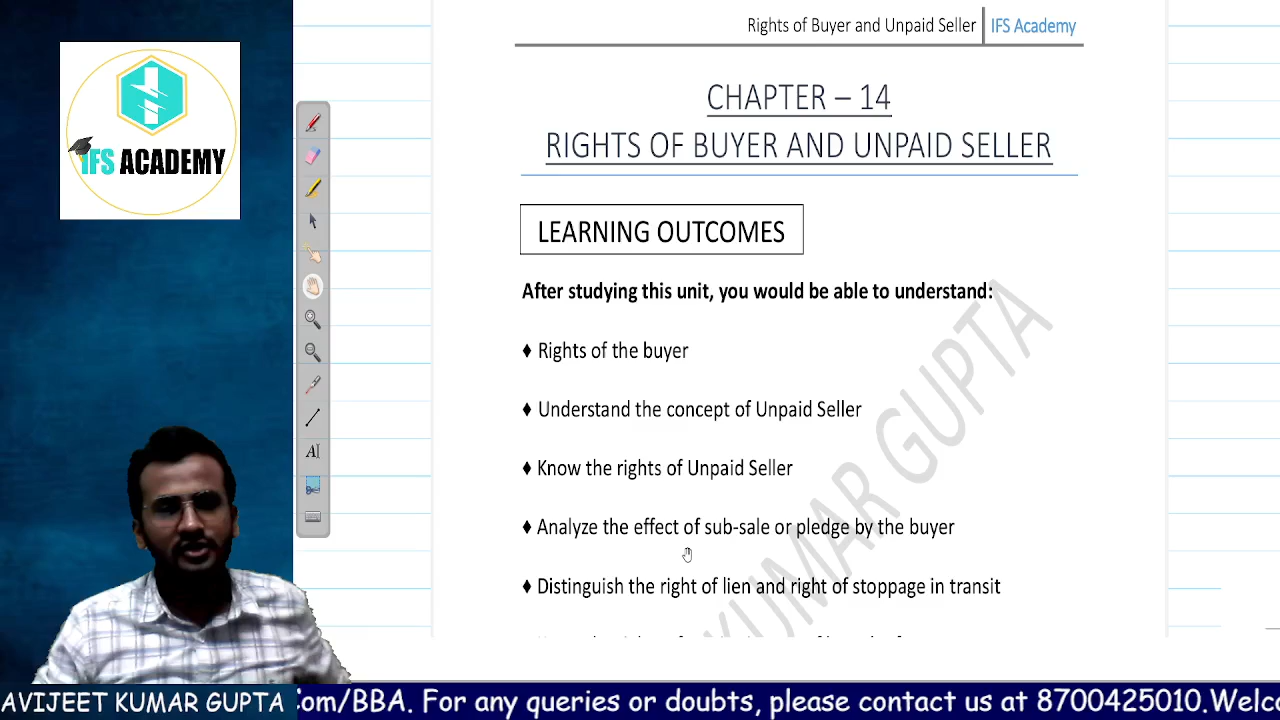 Rights of Buyer and Unpaid Seller IFS Academy
IFS ACADEMY
CHAPTER – 14
RIGHTS OF BUYER AND UNPAID SELLER
LEARNING OUTCOMES
After studying this unit, you would be able to understand:
♦ Rights of the buyer
♦ Understand the concept of Unpaid Seller
♦ Know the rights of Unpaid Seller
♦ Analyze the effect of sub-sale or pledge by the buyer
♦ Distinguish the right of lien and right of stoppage in transit
KUMAR GUPTA
AI
AVIJEET KUMAR GUPTA
Com/BBA. For any queries or doubts, please contact us at 8700425010.Welco